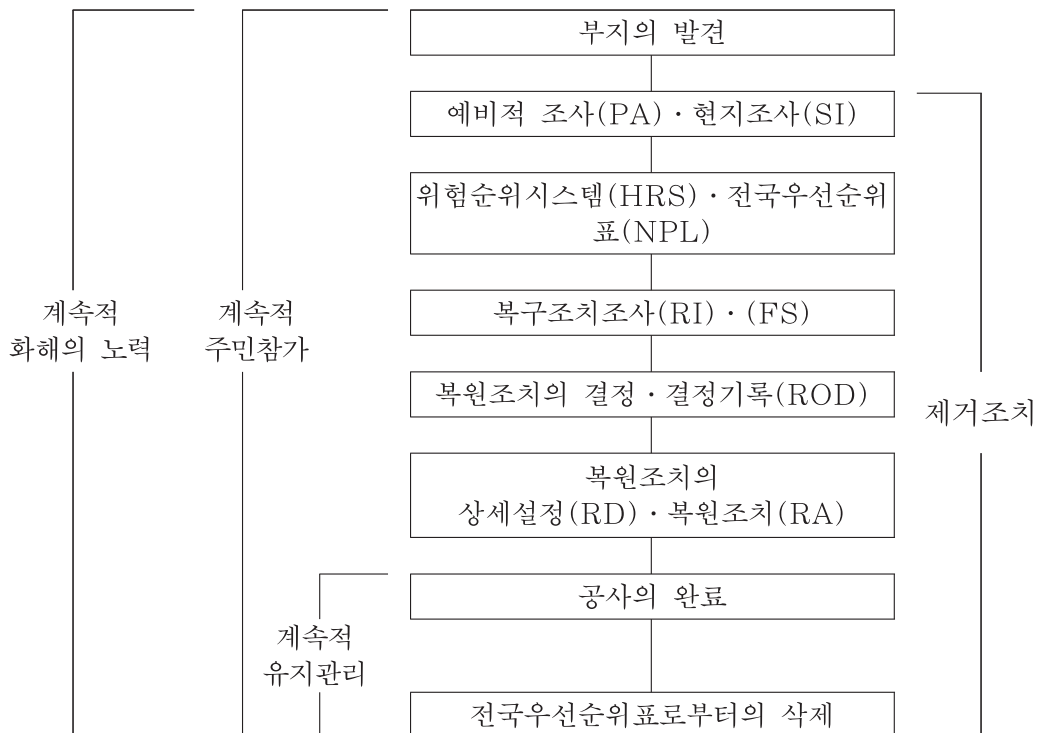 부지의 발견
예비적 조사(PA)·현지조사(SI)
위험순위시스템(HRS)·전국우선순위
표(NPL)
복구조치조사(RI)·(FS)
계속적
화해의 노력
계속적
주민참가
복원조치의 결정·결정기록(ROD)
제거조치
복원조치의
상세설정(RD)·복원조치(RA)
공사의 완료
계속적
유지관리
전국우선순위표로부터의 삭제